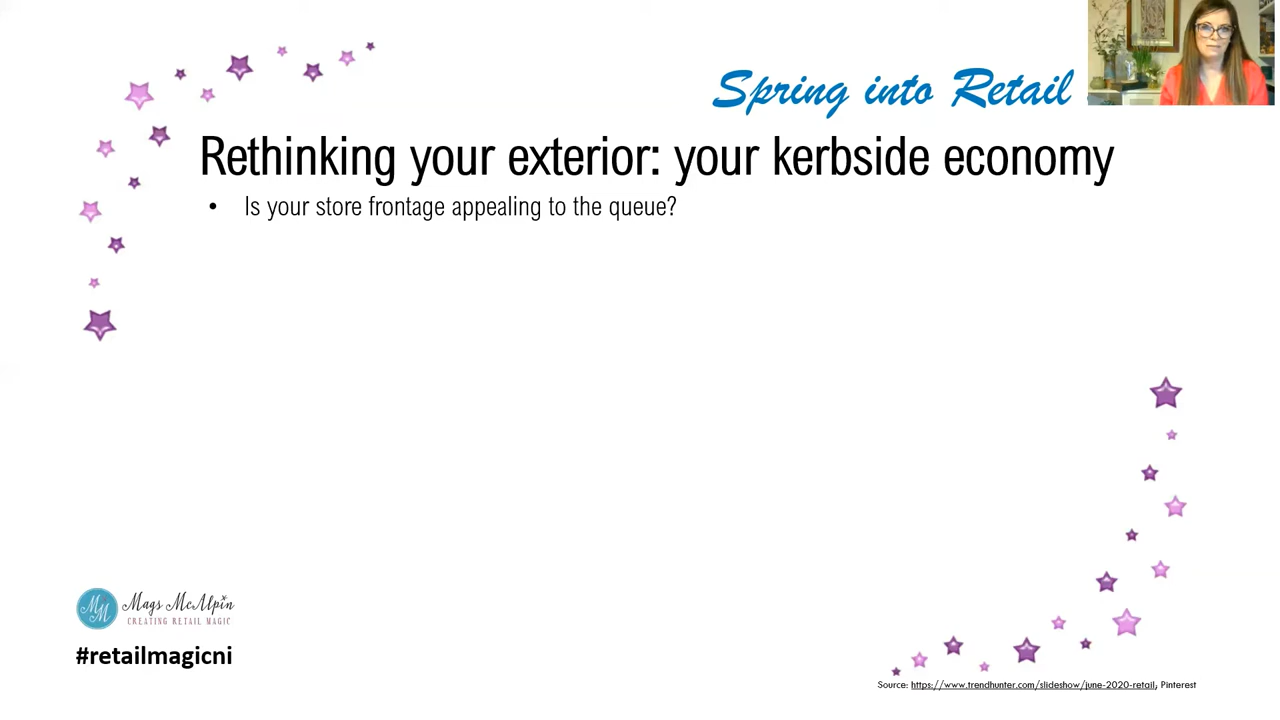 Spring into Retail
Rethinking your exterior: your kerbside economy
• Is your store frontage appealing to the queue?
MM
Mags McAlpin
CREATING RETAIL MAGIC
#retailmagicni
Source: https://www.trendhunter.com/slideshow/june-2020-retail, Pinterest